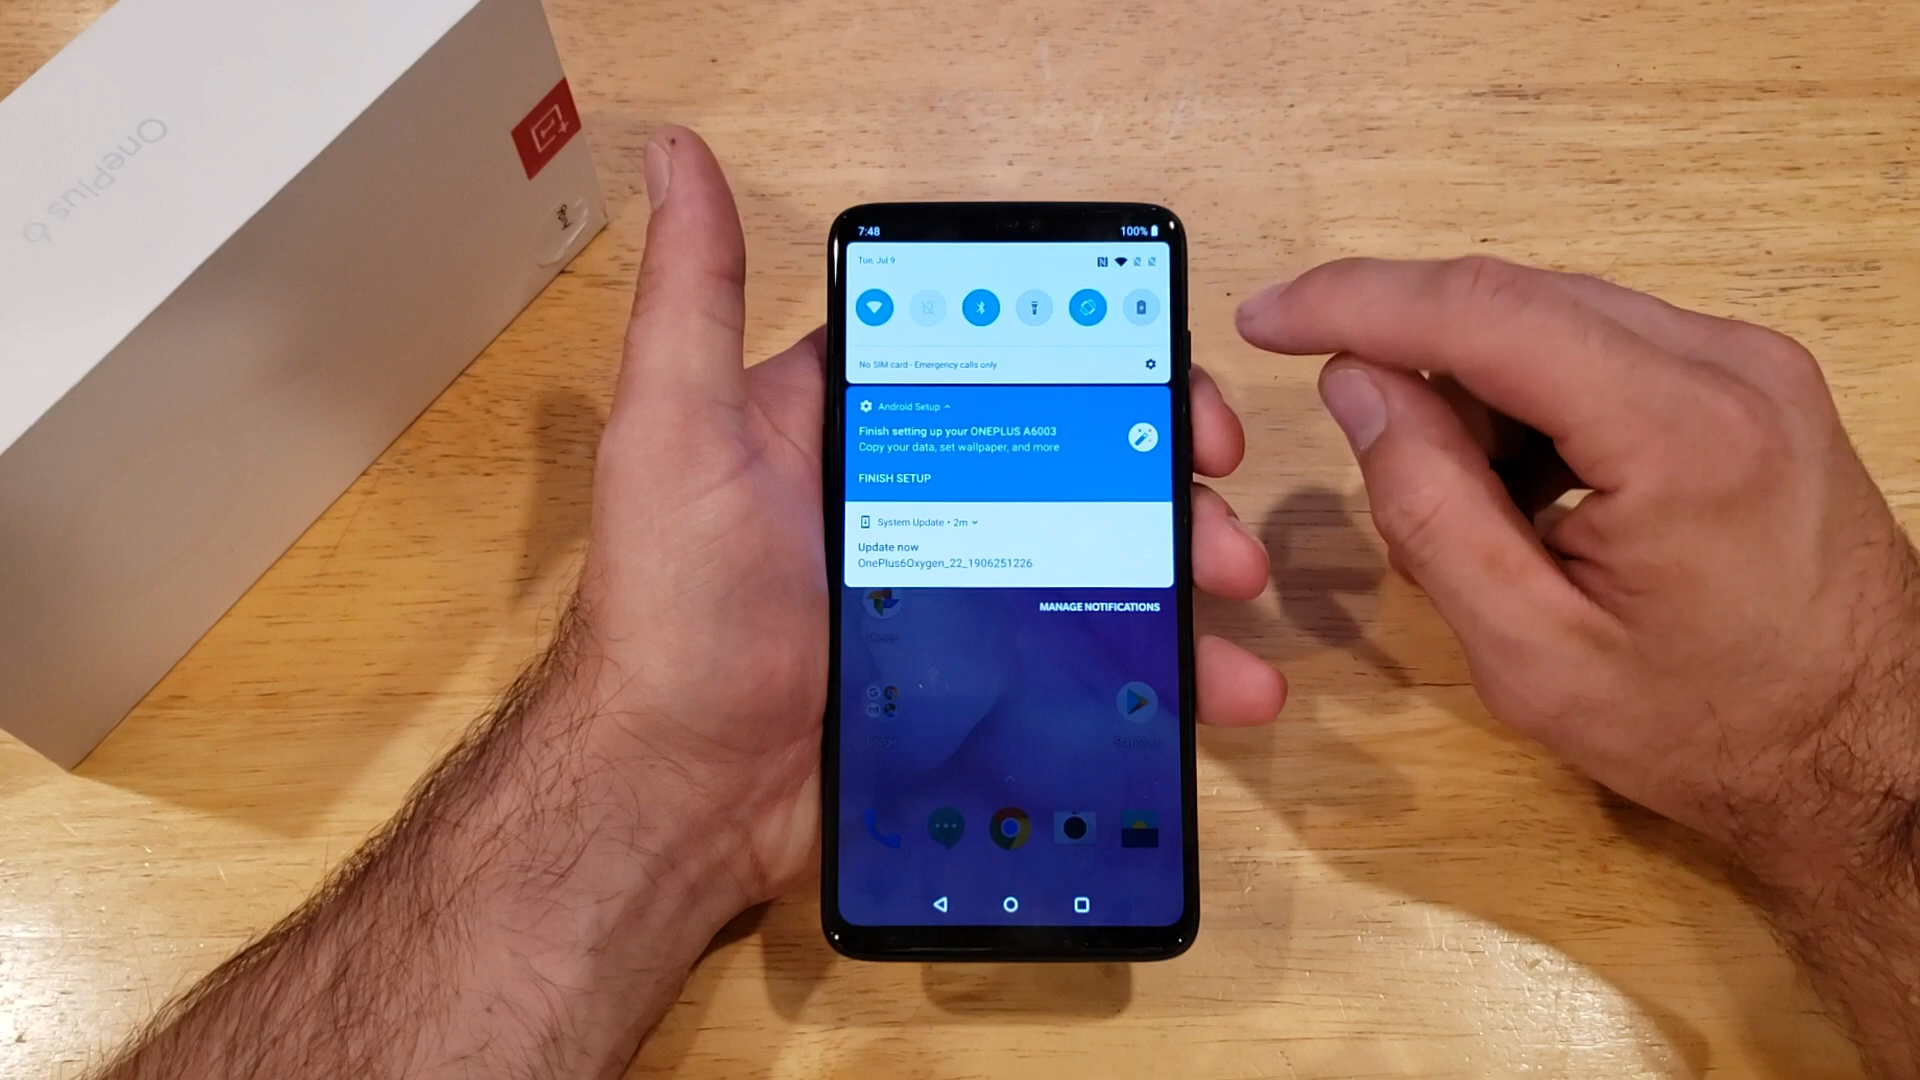 OnePlus 6
7:48
100%
Tue, Jul 9
No SIM card - Emergency calls only
Android Setup
Finish setting up your ONEPLUS A6003
Copy your data, set wallpaper, and more
FINISH SETUP
System Update • 2m
Update now
OnePlus6Oxygen_22_1906251226
MANAGE NOTIFICATIONS
Play Store